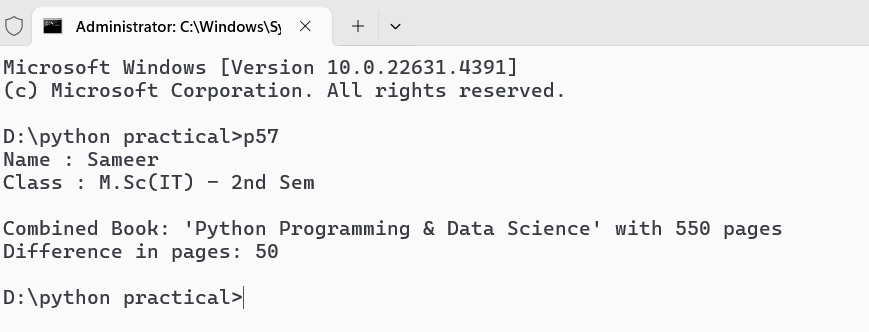 Administrator: C:\Windows\Sy
Microsoft Windows [Version 10.0.22631.4391]
(c) Microsoft Corporation. All rights reserved.
D:\python practical>p57
Name : Sameer
Class : M.Sc(IT) - 2nd Sem
Combined Book: 'Python Programming & Data Science' with 550 pages
Difference in pages: 50
D:\python practical>